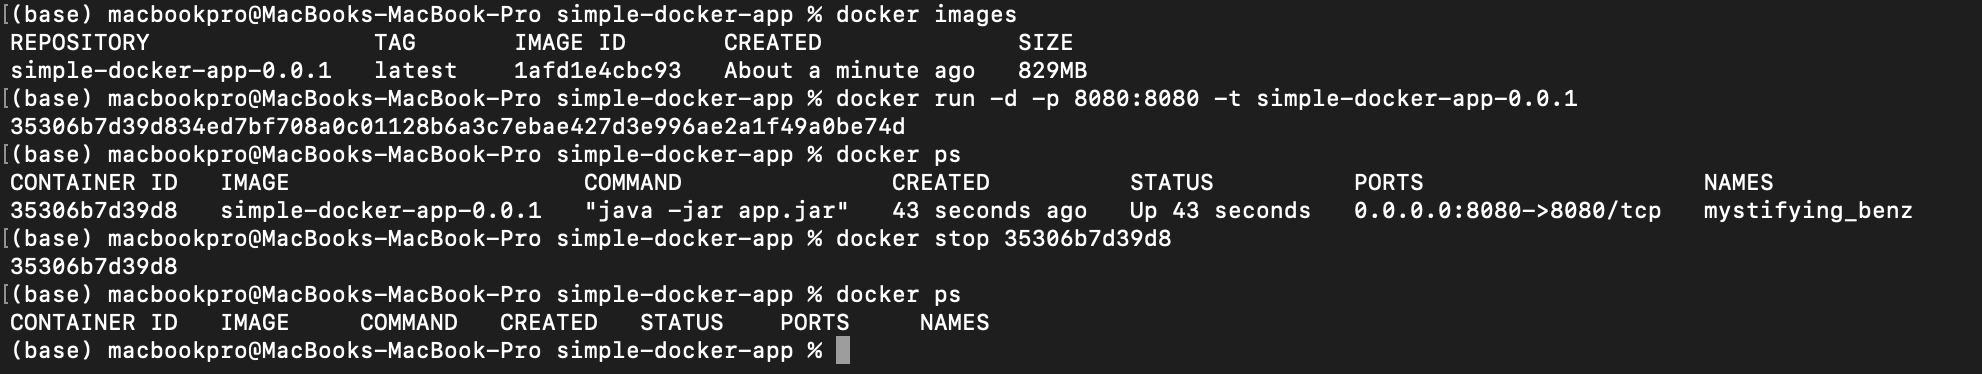 [(base) macbookpro@MacBooks-MacBook-Pro simple-docker-app % docker images
REPOSITORY                TAG       IMAGE ID       CREATED              SIZE
simple-docker-app-0.0.1   latest    1afd1e4cbc93   About a minute ago   829MB
[(base) macbookpro@MacBooks-MacBook-Pro simple-docker-app % docker run -d -p 8080:8080 -t simple-docker-app-0.0.1
35306b7d39d834ed7bf708a0c01128b6a3c7ebae427d3e996ae2a1f49a0be74d
[(base) macbookpro@MacBooks-MacBook-Pro simple-docker-app % docker ps
CONTAINER ID   IMAGE                     COMMAND               CREATED          STATUS          PORTS                    NAMES
35306b7d39d8   simple-docker-app-0.0.1   "java -jar app.jar"   43 seconds ago   Up 43 seconds   0.0.0.0:8080->8080/tcp   mystifying_benz
[(base) macbookpro@MacBooks-MacBook-Pro simple-docker-app % docker stop 35306b7d39d8
35306b7d39d8
[(base) macbookpro@MacBooks-MacBook-Pro simple-docker-app % docker ps
CONTAINER ID   IMAGE     COMMAND   CREATED   STATUS    PORTS     NAMES
(base) macbookpro@MacBooks-MacBook-Pro simple-docker-app %